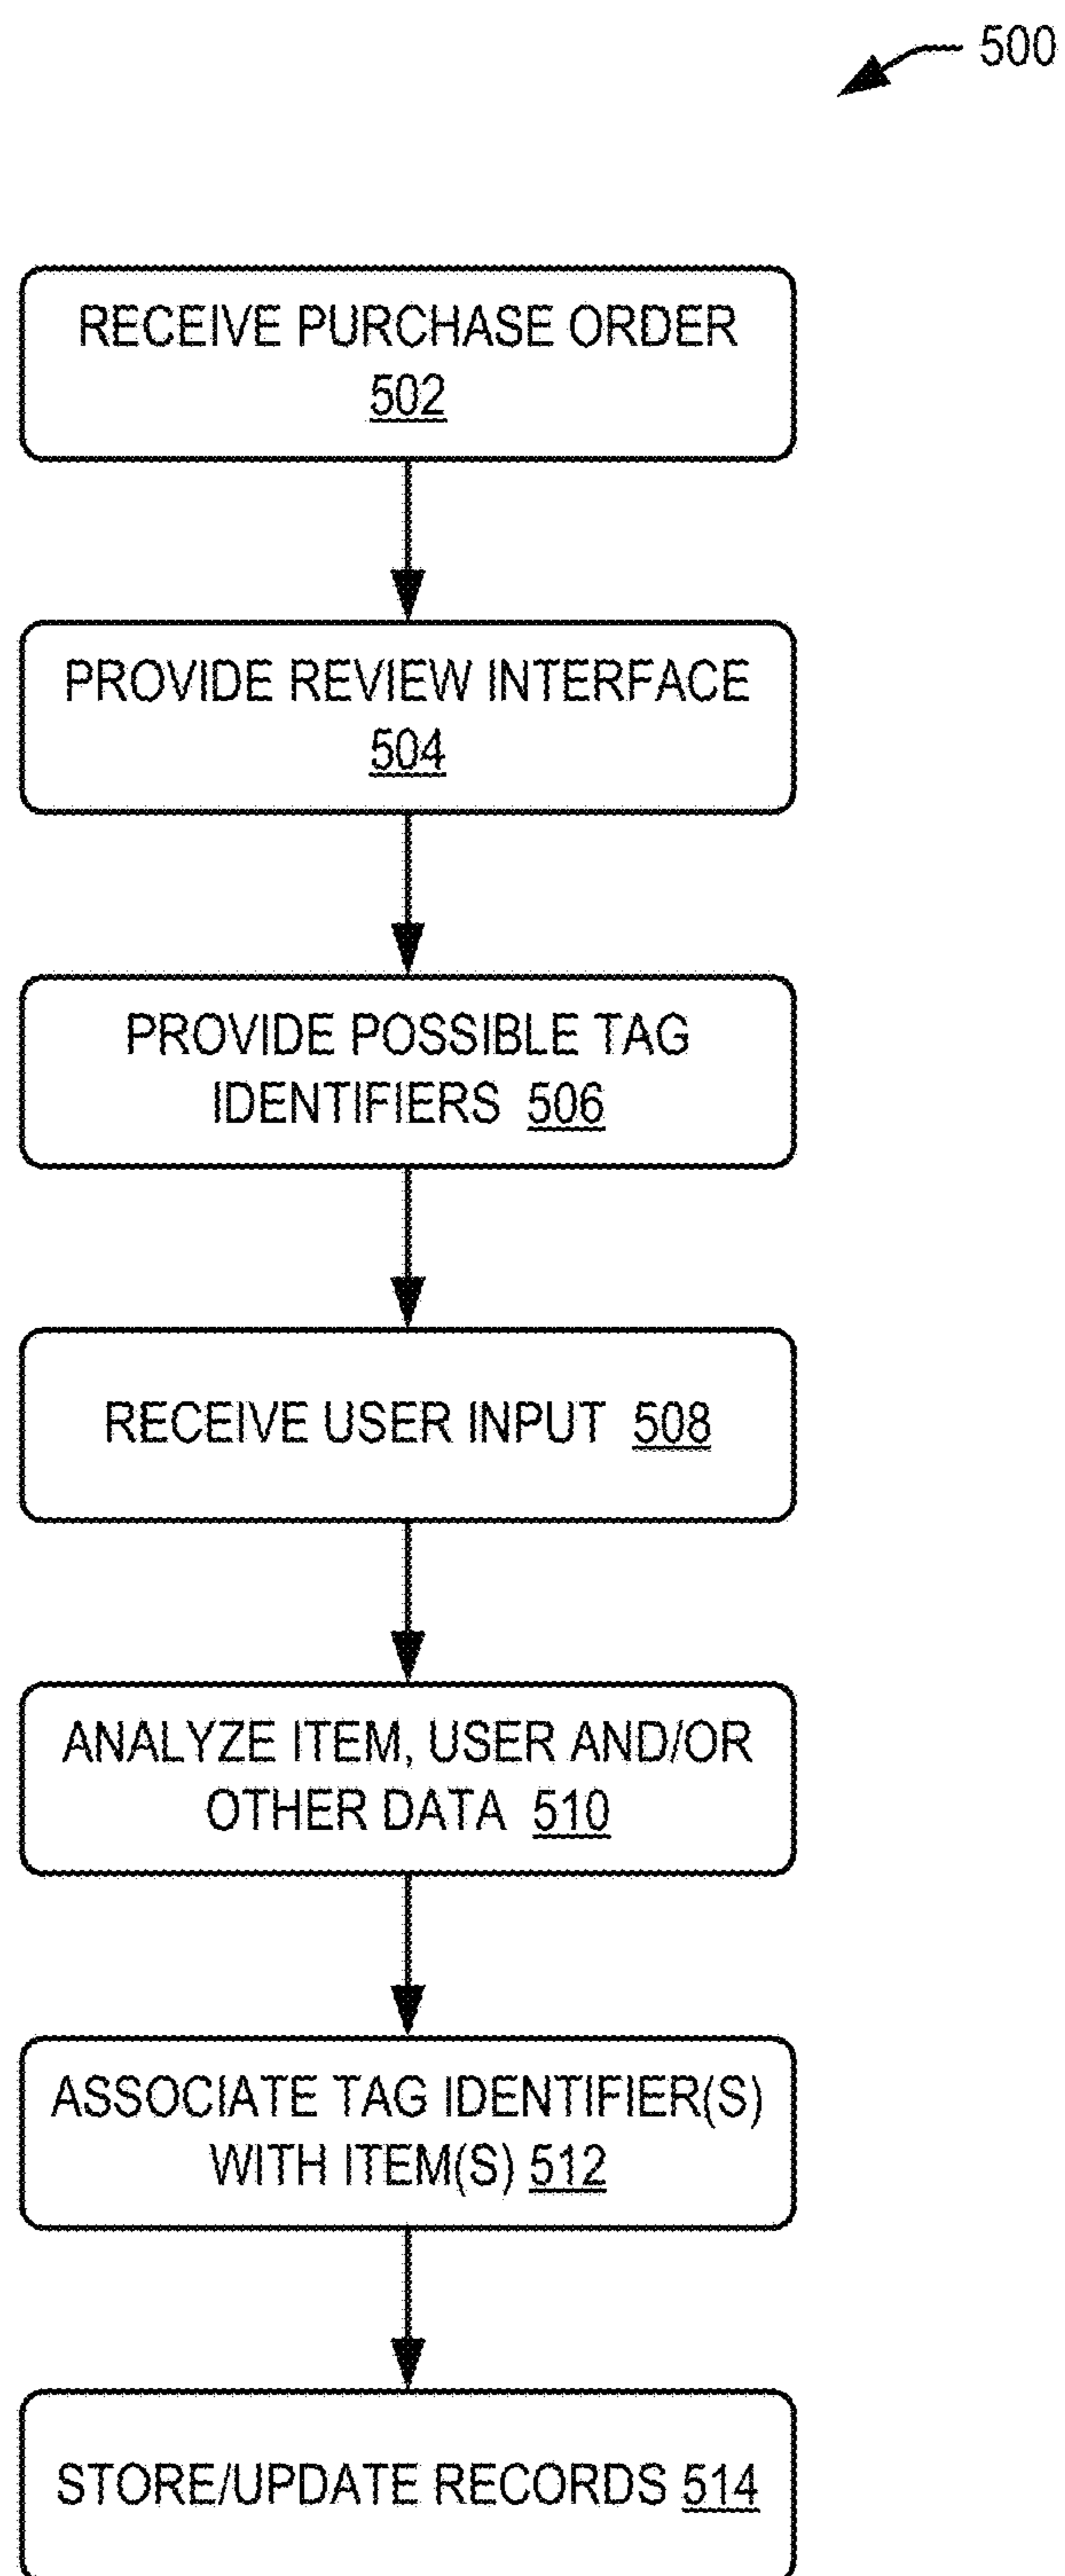 500
RECEIVE PURCHASE ORDER
502
PROVIDE REVIEW INTERFACE
504
PROVIDE POSSIBLE TAG
IDENTIFIERS 506
RECEIVE USER INPUT 508
ANALYZE ITEM, USER AND/OR
OTHER DATA 510
ASSOCIATE TAG IDENTIFIER(S)
WITH ITEM(S) 512
STORE/UPDATE RECORDS 514